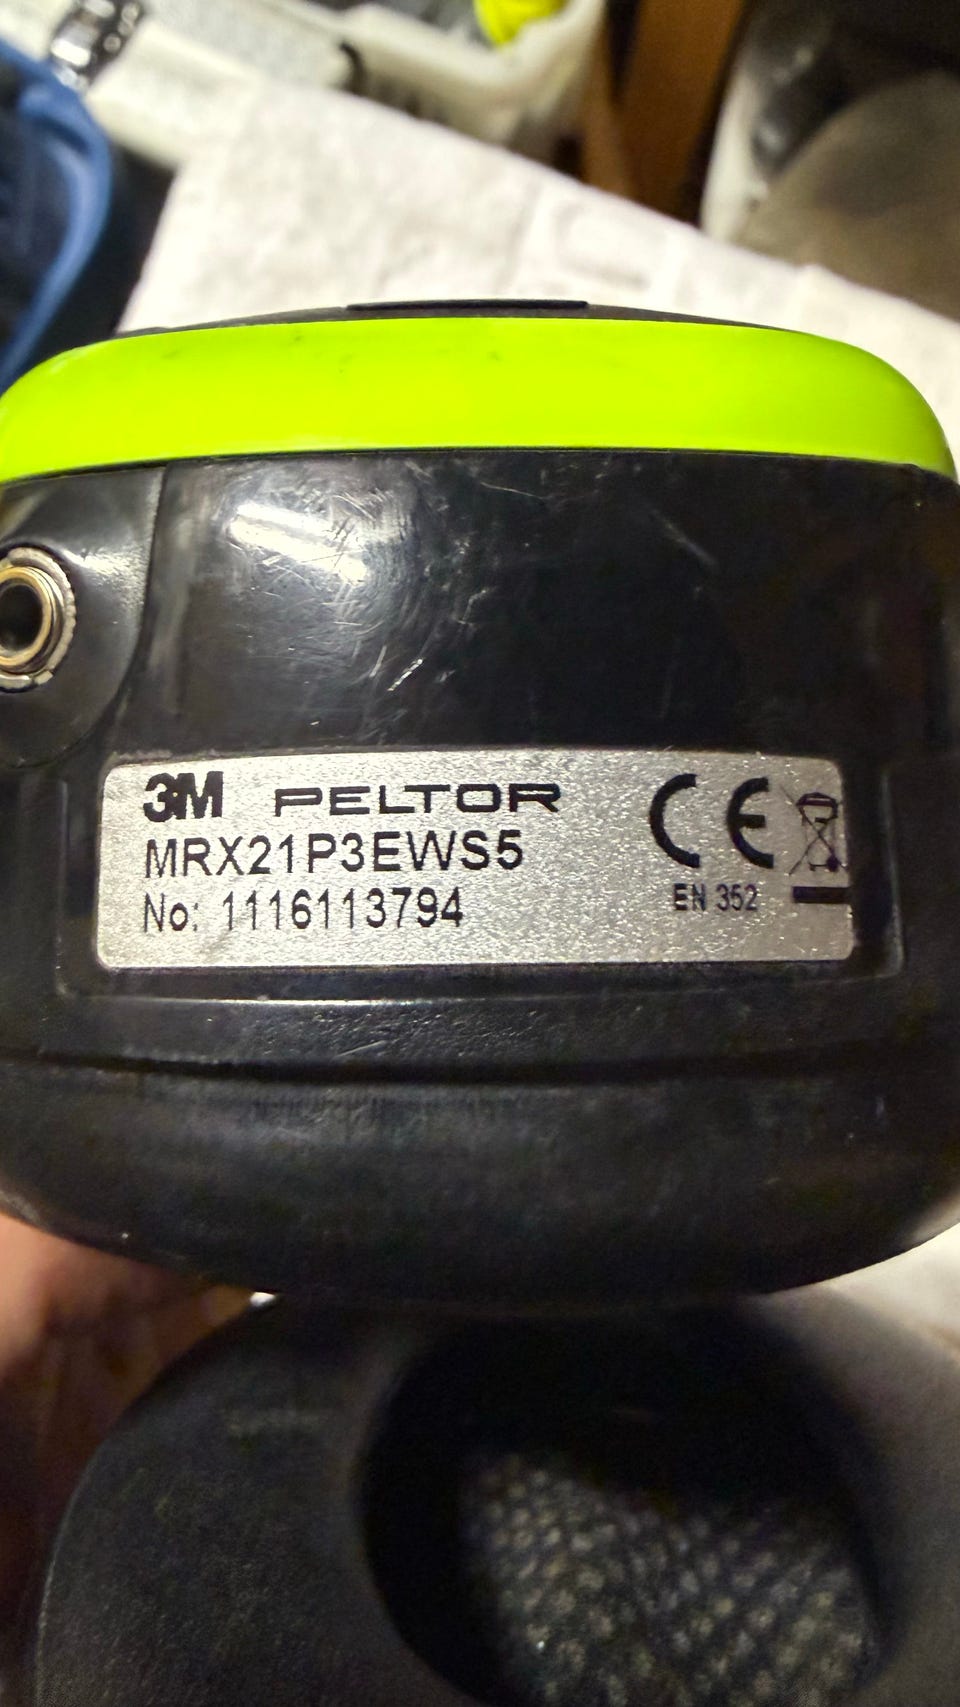 3M PELTOR
MRX21P3EWS5
No: 1116113794
CE
EN 352